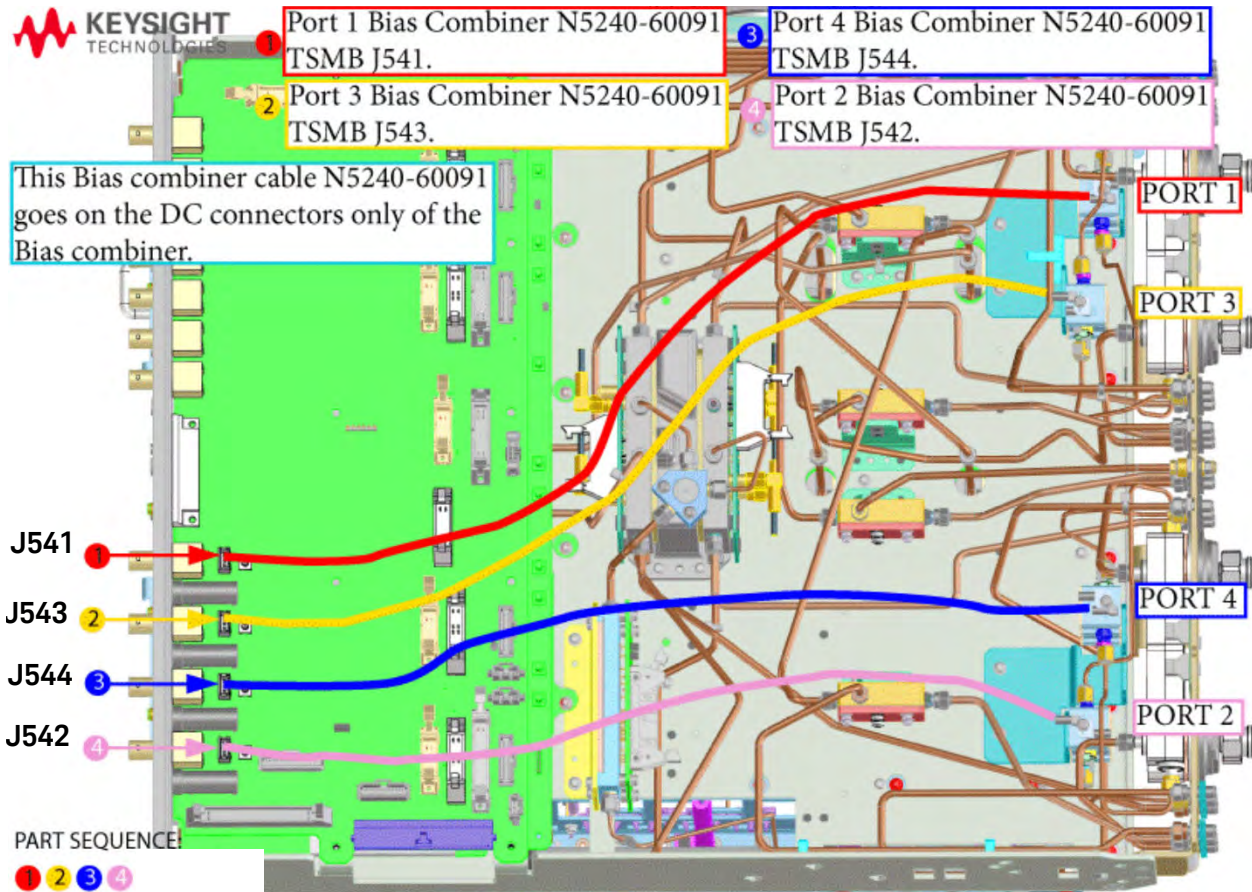 KEYSIGHT
TECHNOLOGIES
1
Port 1 Bias Combiner N5240-60091
TSMB J541.
3
Port 4 Bias Combiner N5240-60091
TSMB J544.
2
Port 3 Bias Combiner N5240-60091
TSMB J543.
4
Port 2 Bias Combiner N5240-60091
TSMB J542.
This Bias combiner cable N5240-60091
goes on the DC connectors only of the
Bias combiner.
PORT 1
PORT 3
J541
1
J543
2
PORT 4
J544
3
PORT 2
J542
4
PART SEQUENCE:
1 2 3 4